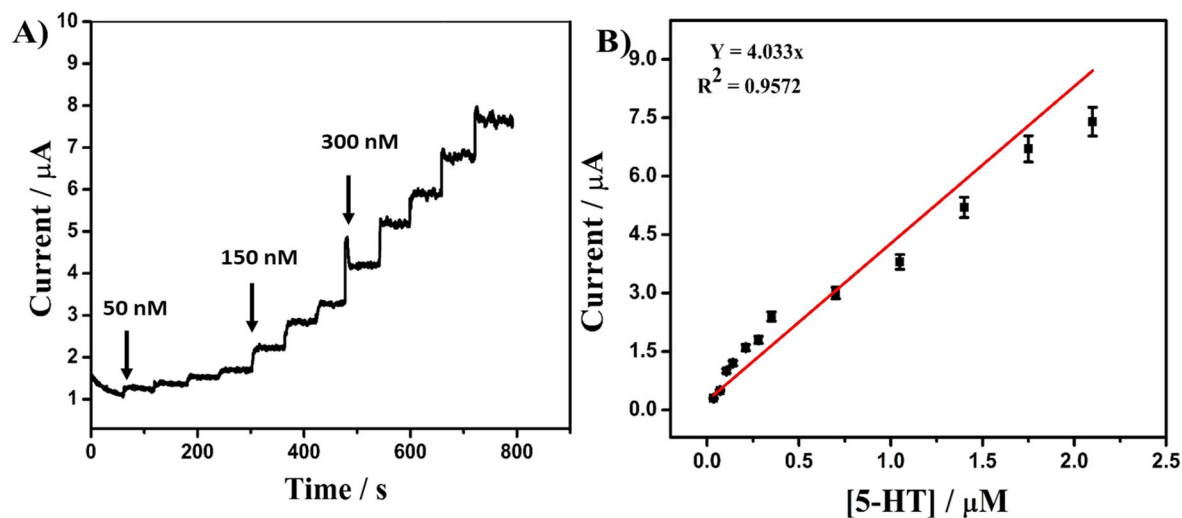 A)
10
9
8
7
6
5
4
3
2
1
Current / µA
50 nM
150 nM
300 nM
0
200
400
600
800
Time / s
B)
Y = 4.033x
R² = 0.9572
9.0
7.5
6.0
4.5
3.0
1.5
0.0
Current / µA
0.0
0.5
1.0
1.5
2.0
2.5
[5-HT] / µM